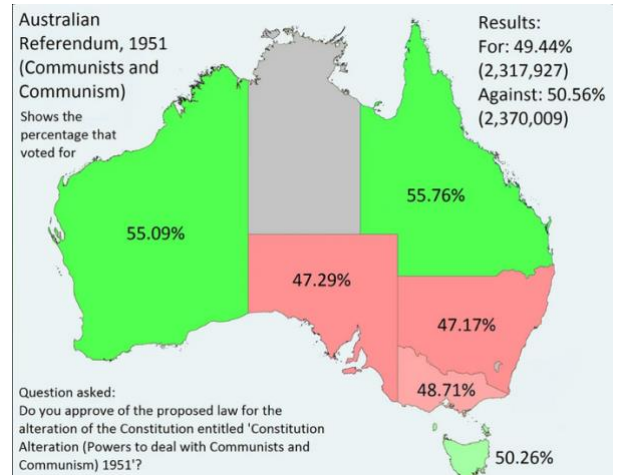 Australian
Referendum, 1951
(Communists and
Communism)
Shows the
percentage that
voted for
Results:
For: 49.44%
(2,317,927)
Against: 50.56%
(2,370,009)
55.09%
55.76%
47.29%
47.17%
48.71%
50.26%
Question asked:
Do you approve of the proposed law for the
alteration of the Constitution entitled 'Constitution
Alteration (Powers to deal with Communists and
Communism) 1951'?